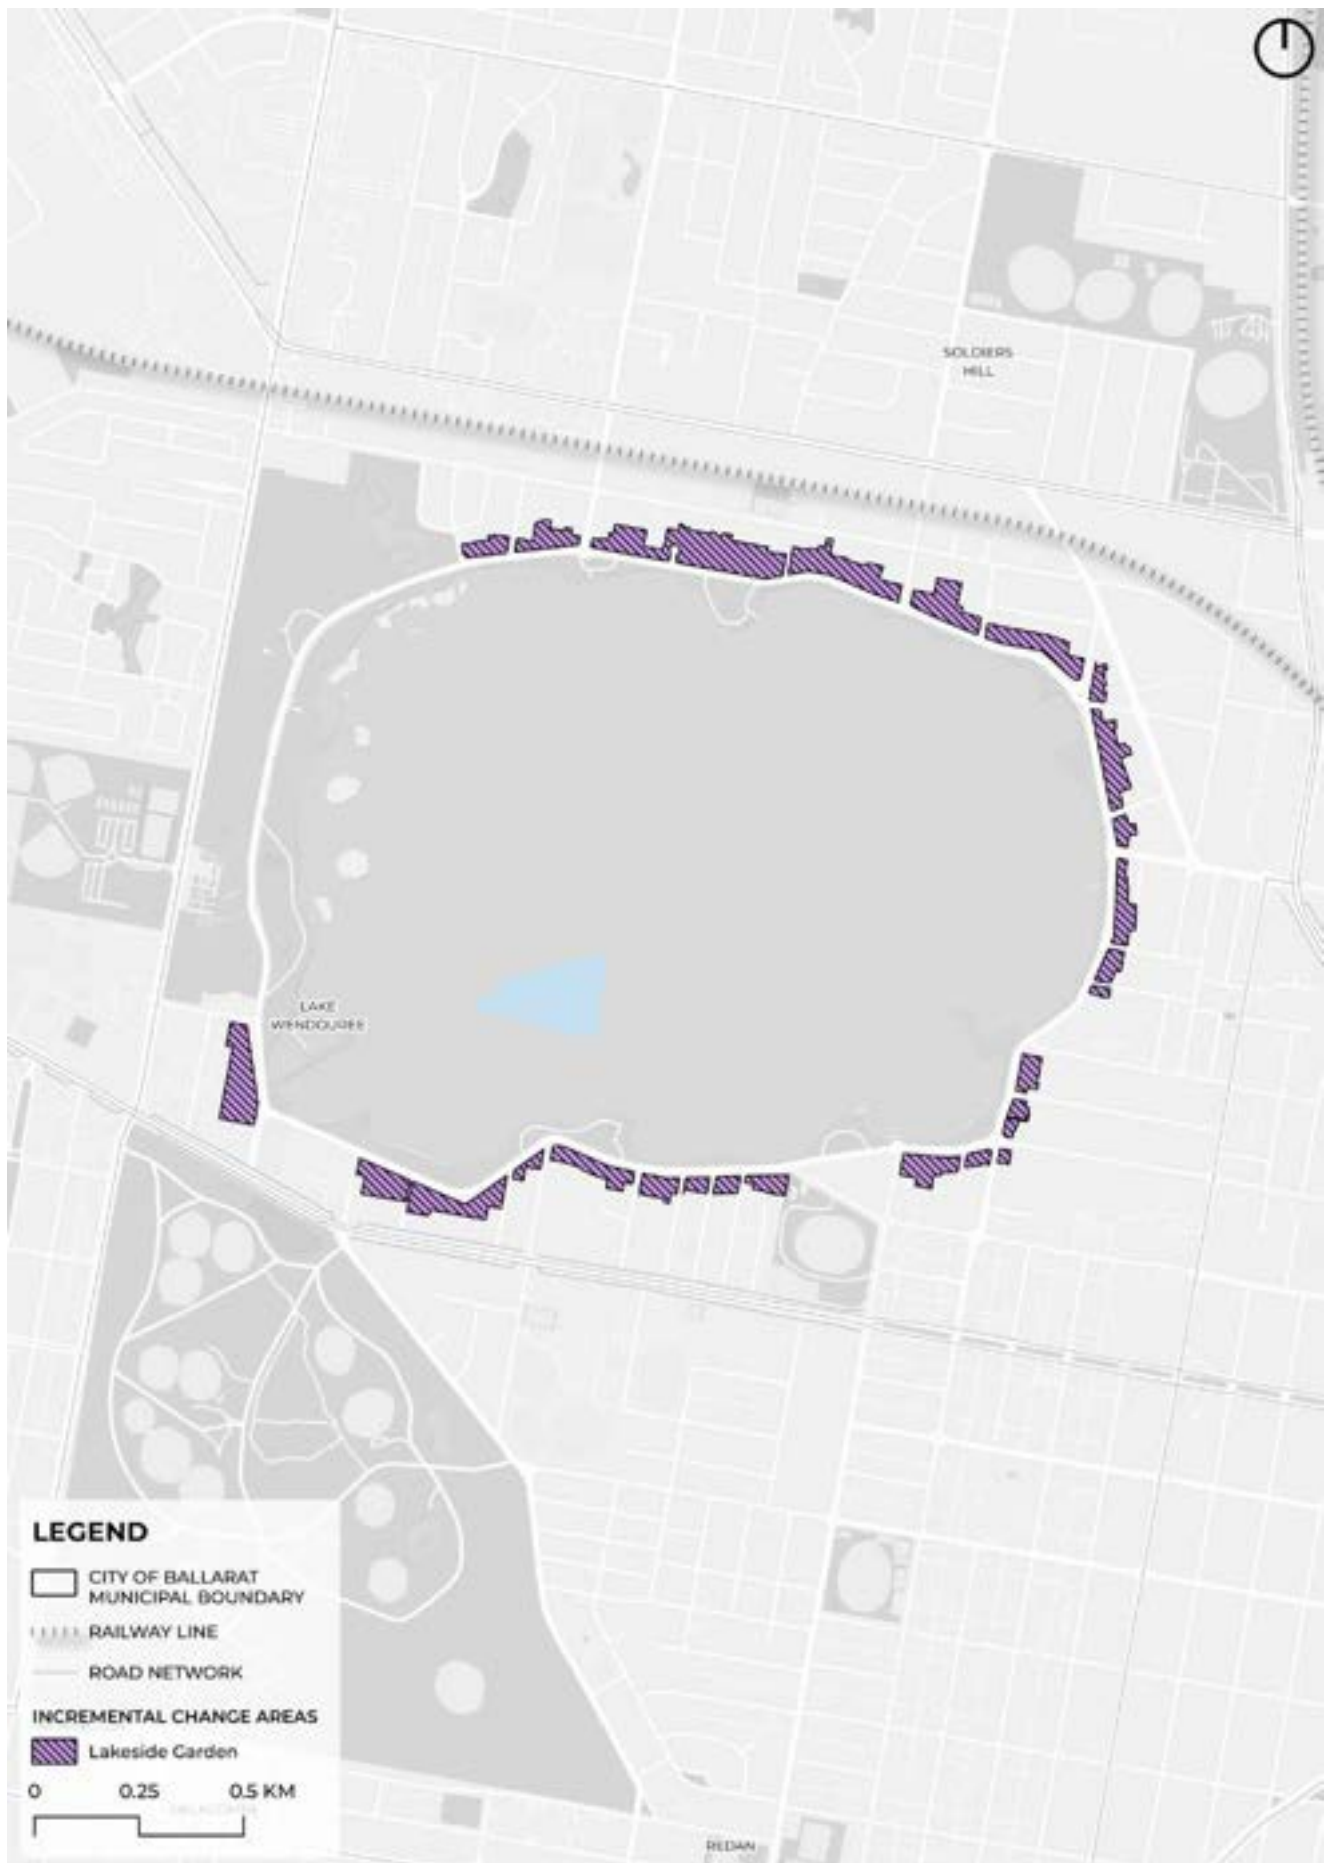 SOLDIERS
HILL
LAKE
WENDOUREE
LEGEND
CITY OF BALLARAT
MUNICIPAL BOUNDARY
RAILWAY LINE
ROAD NETWORK
INCREMENTAL CHANGE AREAS
Lakeside Garden
0 0.25 0.5 KM
REDAN